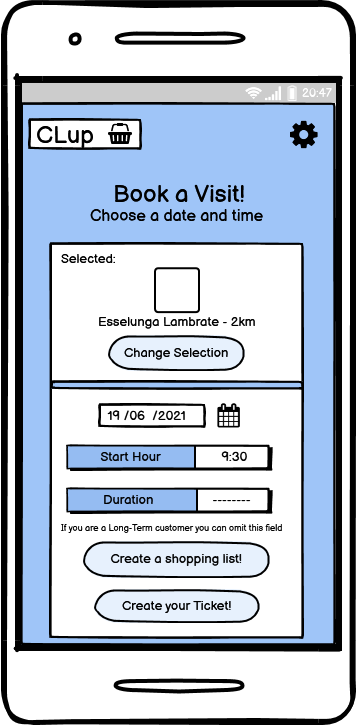 20:47
CLup
Book a Visit!
Choose a date and time
Selected:
Esselunga Lambrate - 2km
Change Selection
19 /06 /2021
Start Hour 9:30
Duration --------
If you are a Long-Term customer you can omit this field
Create a shopping list!
Create your Ticket!